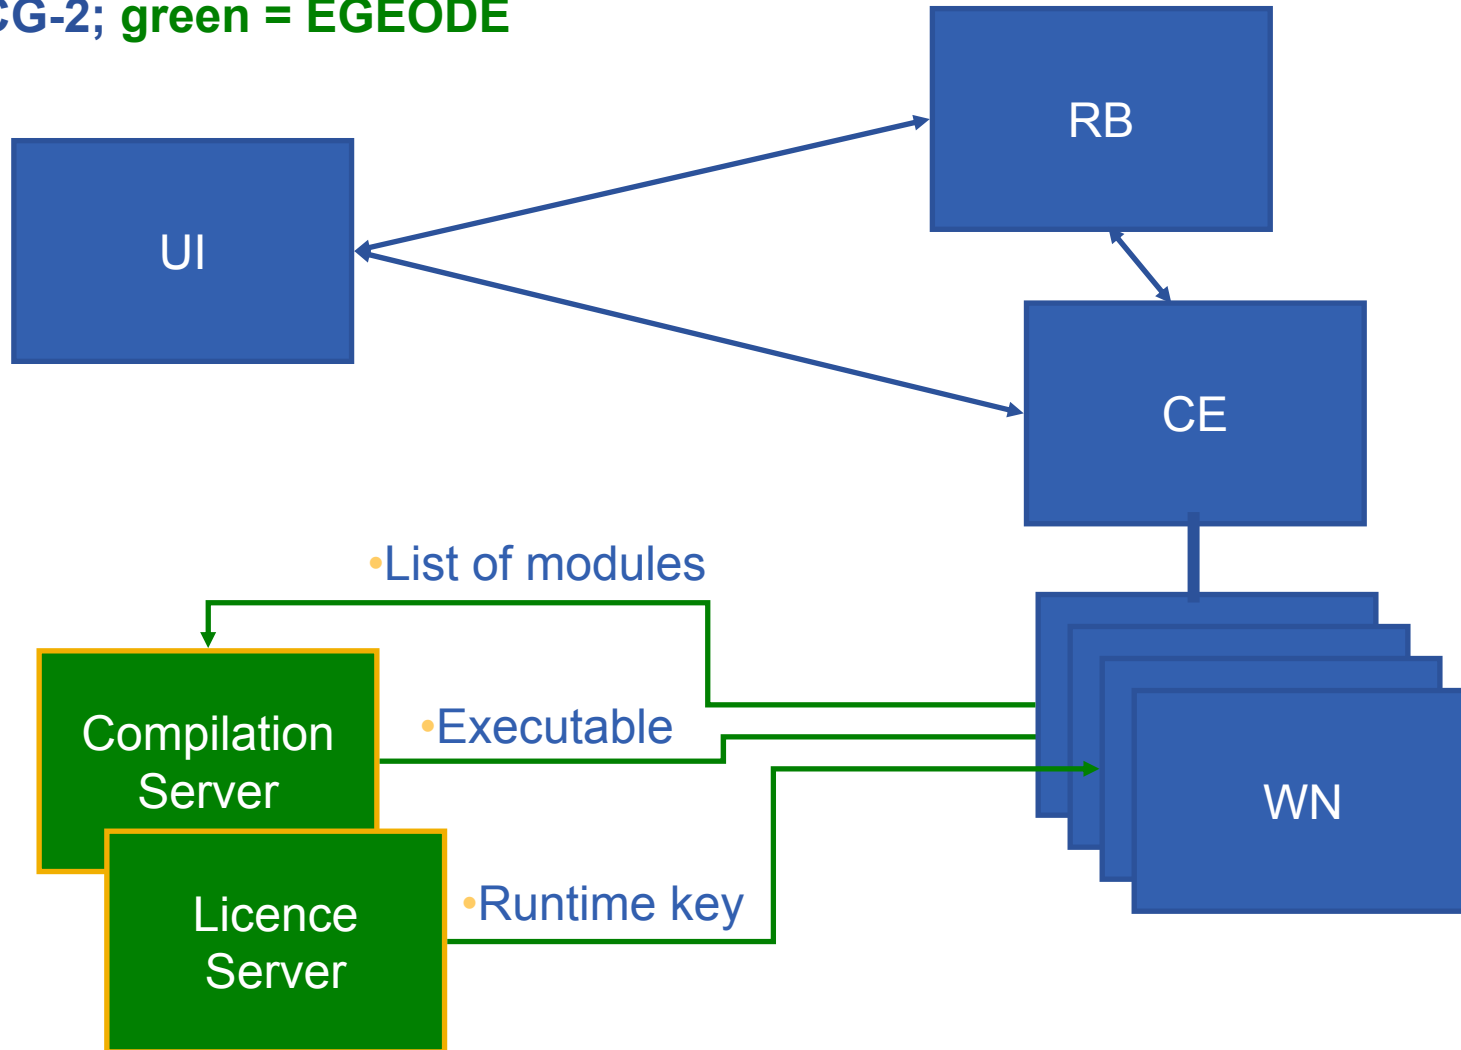 CG-2; green = EGEODE
RB
UI
CE
•List of modules
Compilation
Server
•Executable
WN
Licence
Server
•Runtime key